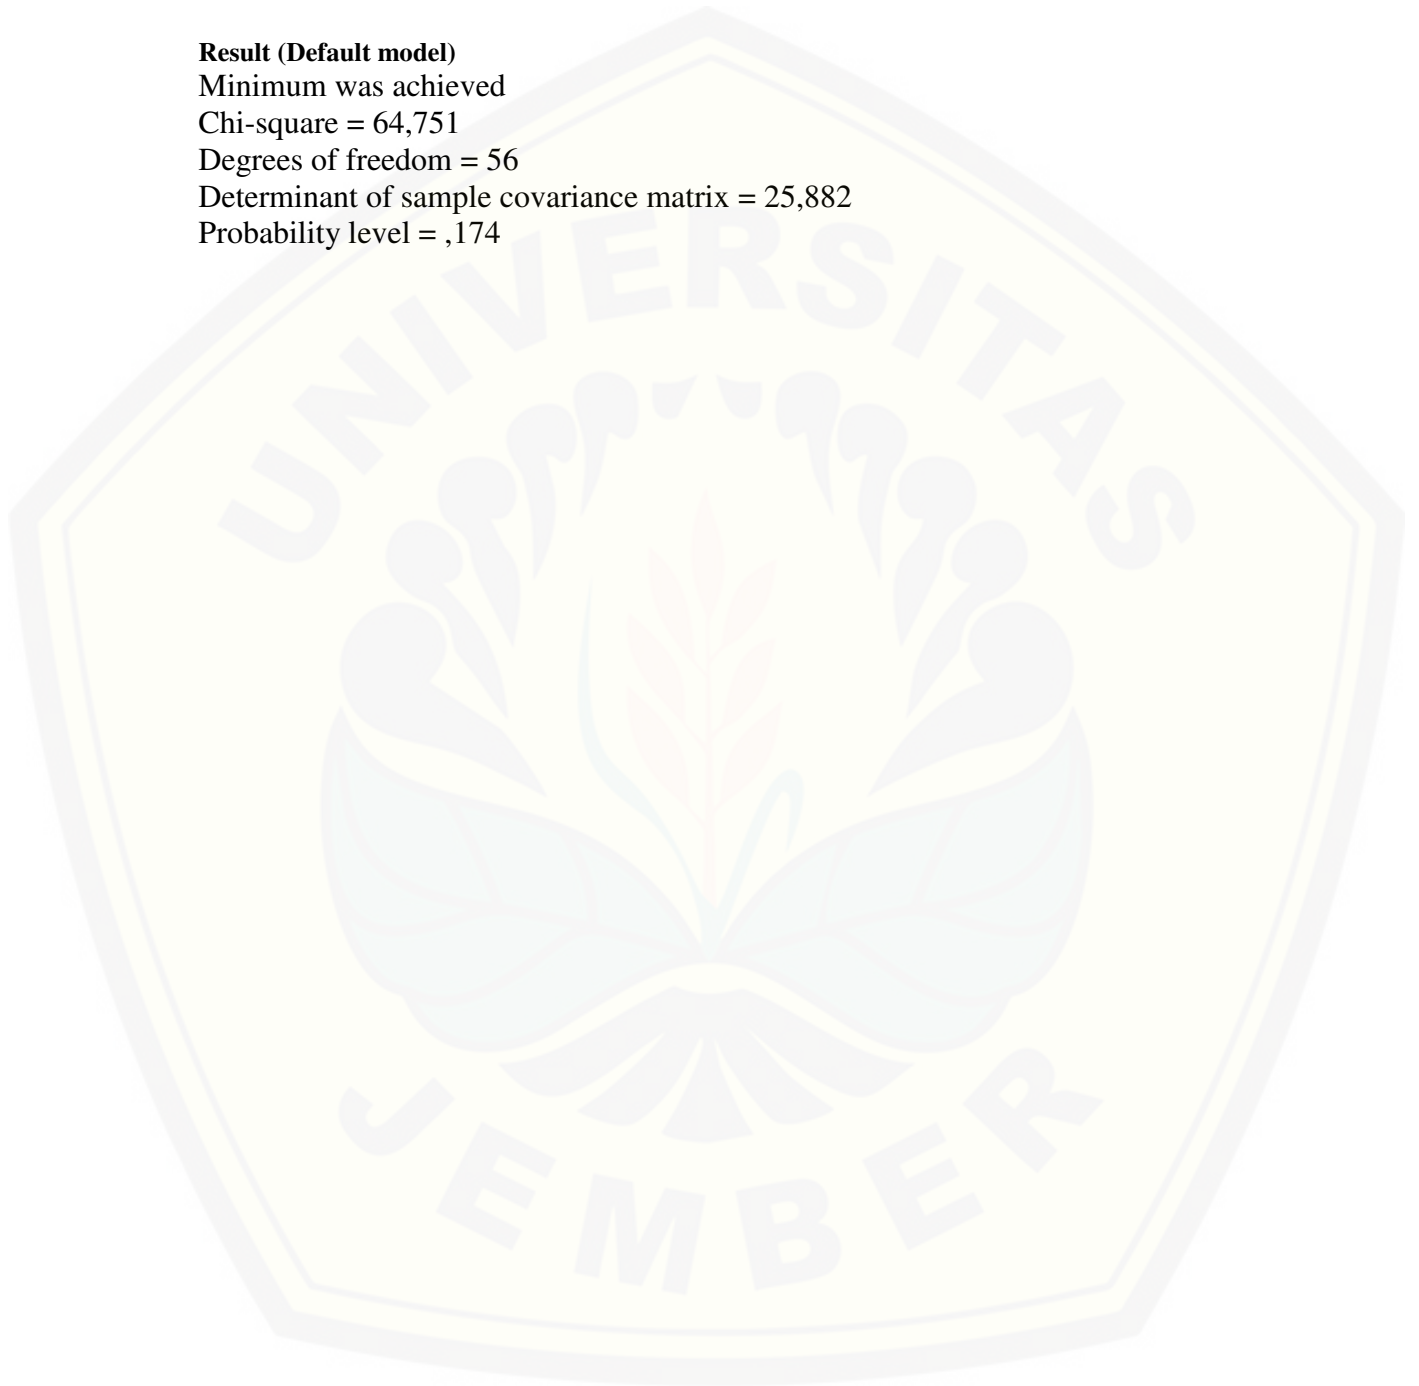 Result (Default model)
Minimum was achieved
Chi-square = 64,751
Degrees of freedom = 56
Determinant of sample covariance matrix = 25,882
Probability level = ,174
UNIVERSITAS
JEMBER